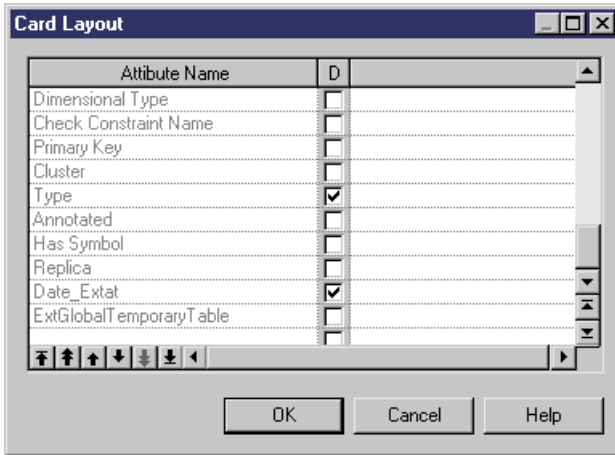 Card Layout
Attibute Name D
Dimensional Type
Check Constraint Name
Primary Key
Cluster
Type
Annotated
Has Symbol
Replica
Date_Extat
ExtGlobalTemporaryTable
OK Cancel Help